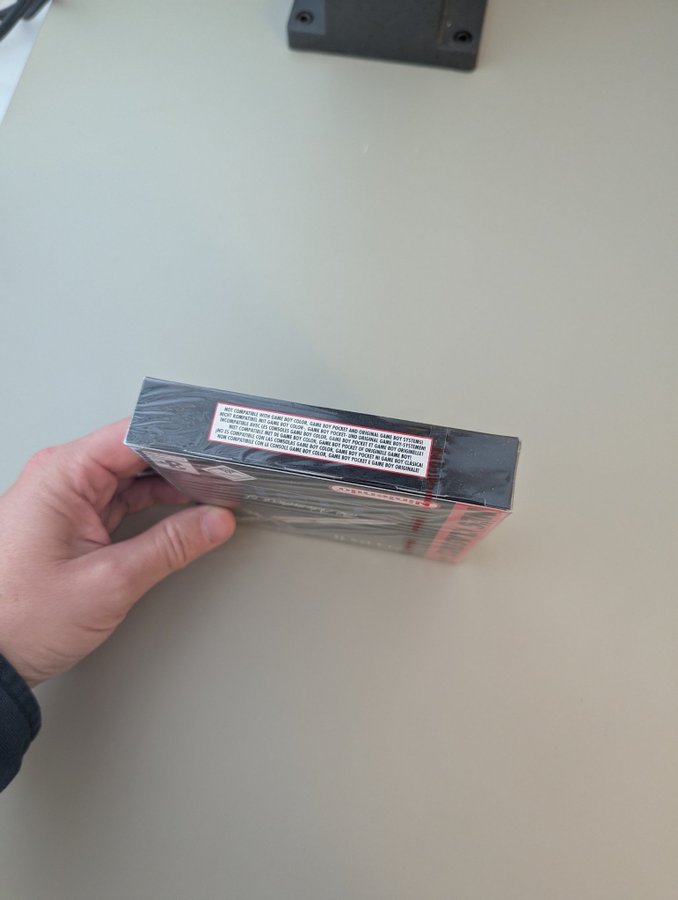 NOT COMPATIBLE WITH GAME BOY COLOR, GAME BOY POCKET AND ORIGINAL GAME BOY SYSTEMS!
NICHT KOMPATIBEL MIT GAME BOY COLOR-, GAME BOY POCKET- UND ORIGINAL GAME BOY-SYSTEMEN!
INCOMPATIBLE AVEC LES CONSOLES GAME BOY COLOR, GAME BOY POCKET ET GAME BOY ORIGINELLE!
NIET COMPATIBLE MET DE GAME BOY COLOR, GAME BOY POCKET OF ORIGINELE GAME BOY!
¡NO ES COMPATIBLE CON LAS CONSOLAS GAME BOY COLOR, GAME BOY POCKET NI GAME BOY CLÁSICA!
NON COMPATIBILE CON LE CONSOLE GAME BOY COLOR, GAME BOY POCKET E GAME BOY ORIGINALE!
Nintendo